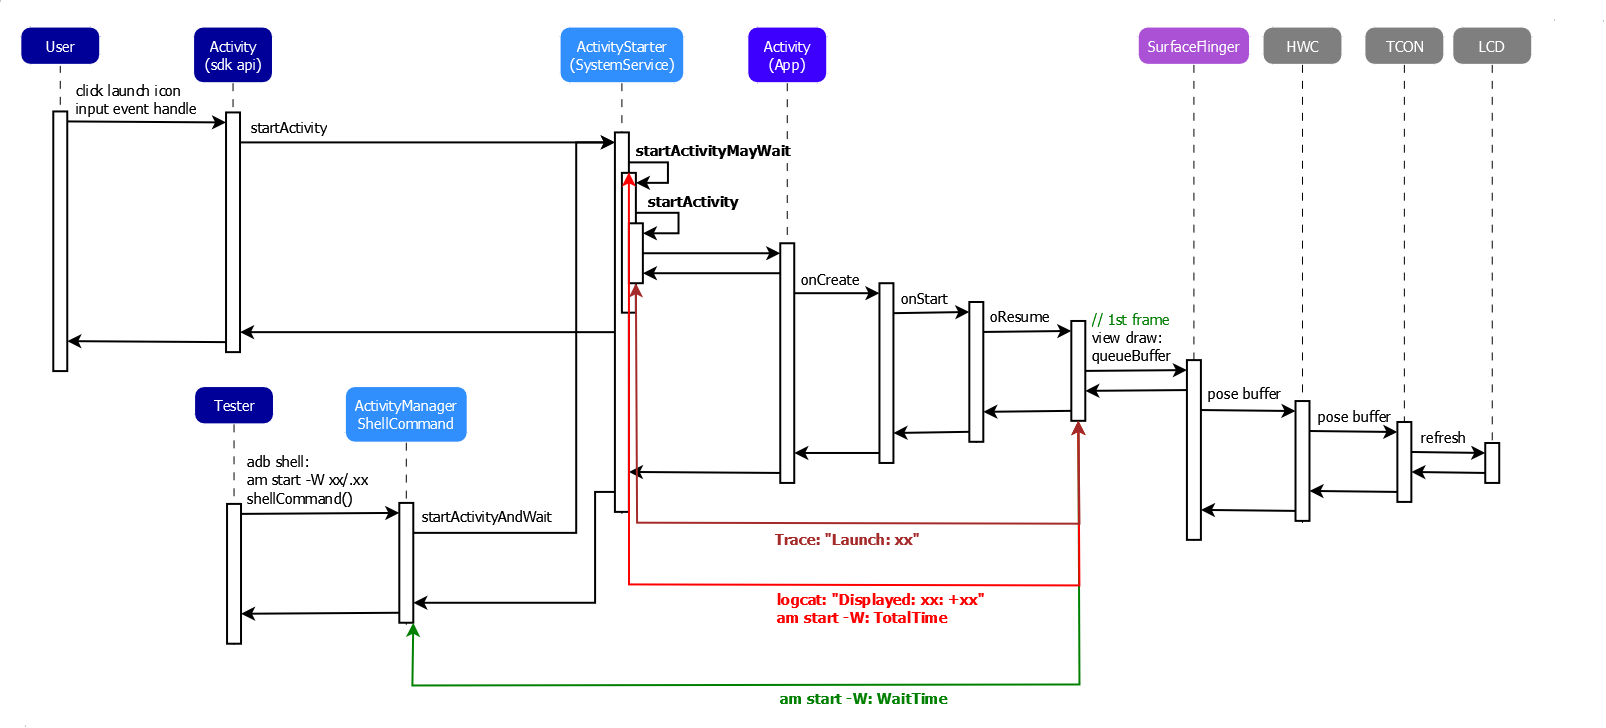 User
Activity
(sdk api)
ActivityStarter
(SystemService)
Activity
(App)
SurfaceFlinger
HWC
TCON
LCD
click launch icon
input event handle
startActivity
startActivityMayWait
startActivity
onCreate
onStart
oResume
// 1st frame
view draw:
queueBuffer
pose buffer
pose buffer
refresh
Tester
ActivityManager
ShellCommand
adb shell:
am start -W xx/.xx
shellCommand()
startActivityAndWait
Trace: "Launch: xx"
logcat: "Displayed: xx: +xx"
am start -W: TotalTime
am start -W: WaitTime